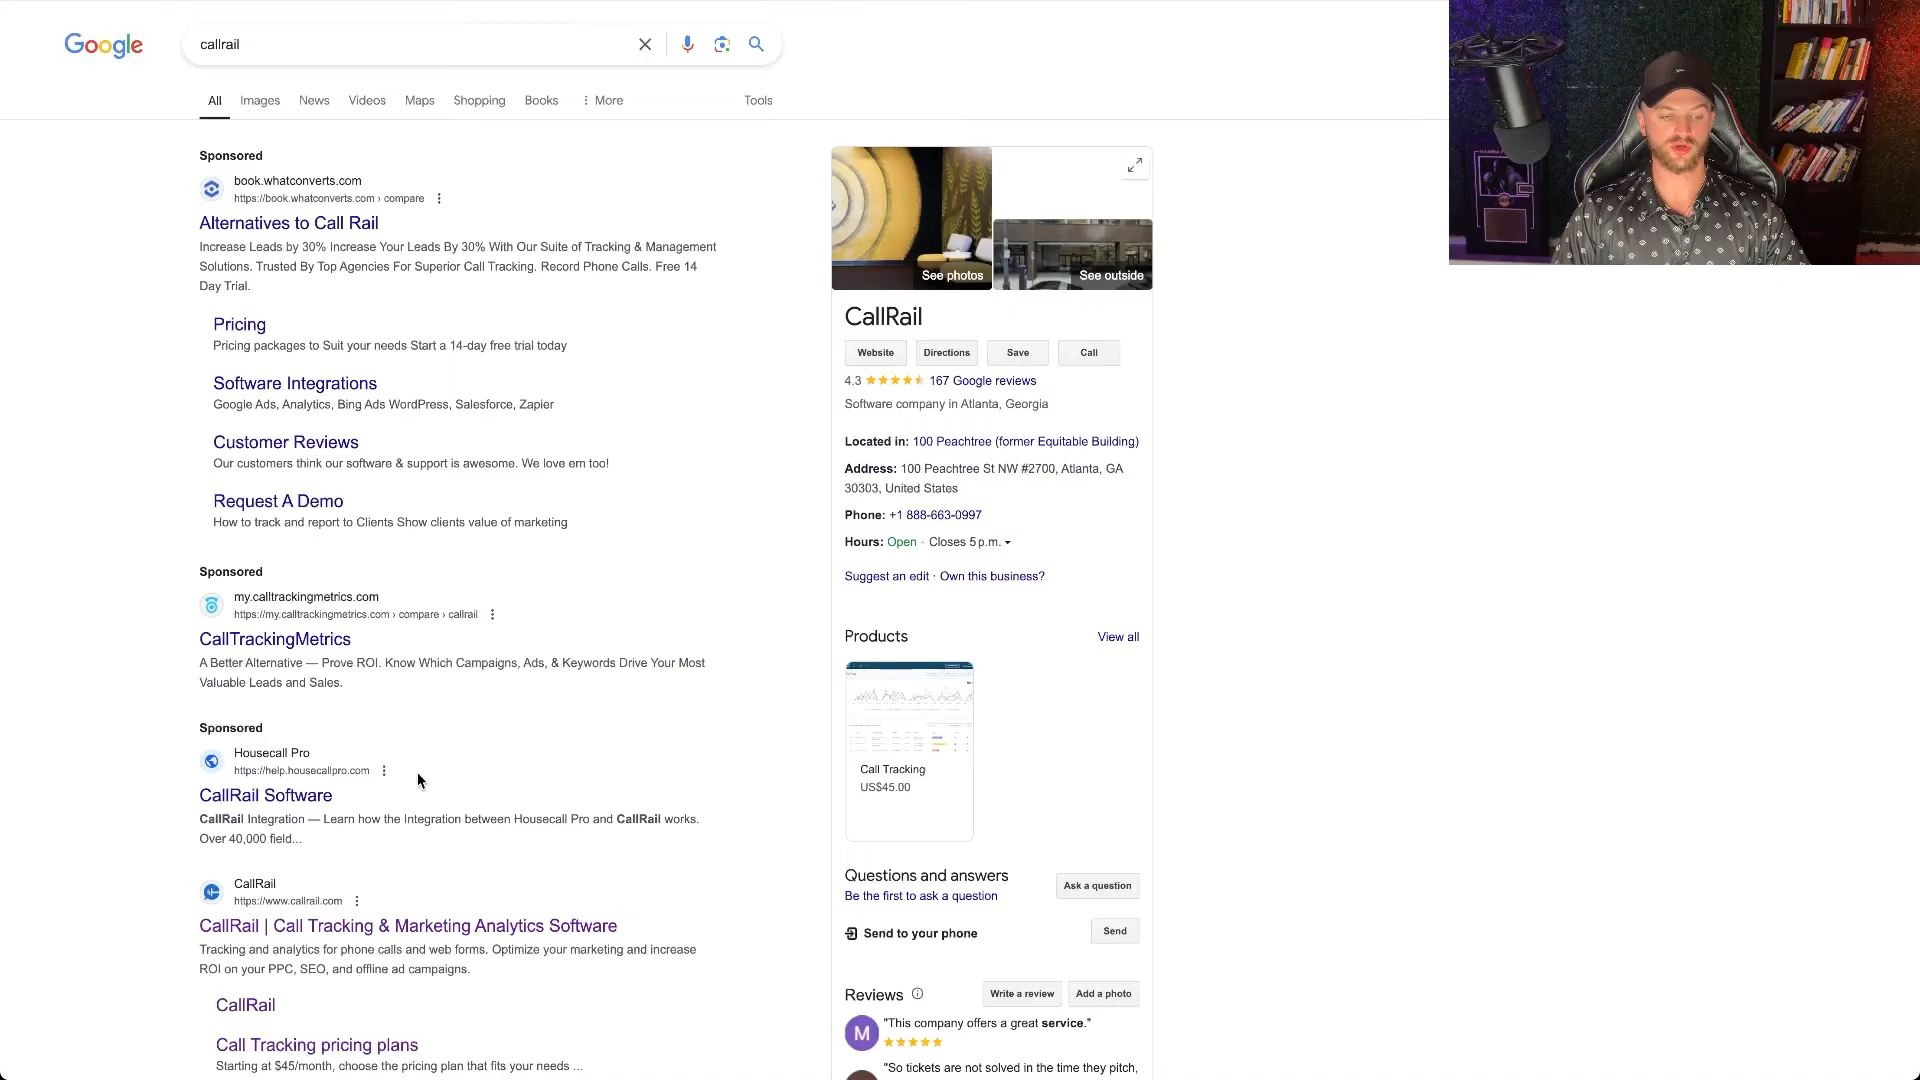 Google
callrail
All
Images
News
Videos
Maps
Shopping
Books
More
Tools
Sponsored
book.whatconverts.com
https://book.whatconverts.com › compare
Alternatives to Call Rail
Increase Leads by 30% Increase Your Leads By 30% With Our Suite of Tracking & Management
Solutions. Trusted By Top Agencies For Superior Call Tracking. Record Phone Calls. Free 14
Day Trial.
Pricing
Pricing packages to Suit your needs Start a 14-day free trial today
Software Integrations
Google Ads, Analytics, Bing Ads WordPress, Salesforce, Zapier
Customer Reviews
Our customers think our software & support is awesome. We love em too!
Request A Demo
How to track and report to Clients Show clients value of marketing
Sponsored
my.calltrackingmetrics.com
https://my.calltrackingmetrics.com › compare › callrail
CallTrackingMetrics
A Better Alternative — Prove ROI. Know Which Campaigns, Ads, & Keywords Drive Your Most
Valuable Leads and Sales.
Sponsored
Housecall Pro
https://help.housecallpro.com
CallRail Software
CallRail Integration — Learn how the Integration between Housecall Pro and CallRail works.
Over 40,000 field...
CallRail
https://www.callrail.com
CallRail | Call Tracking & Marketing Analytics Software
Tracking and analytics for phone calls and web forms. Optimize your marketing and increase
ROI on your PPC, SEO, and offline ad campaigns.
CallRail
Call Tracking pricing plans
Starting at $45/month, choose the pricing plan that fits your needs ...
See photos
See outside
CallRail
Website
Directions
Save
Call
4.3
167 Google reviews
Software company in Atlanta, Georgia
Located in: 100 Peachtree (former Equitable Building)
Address: 100 Peachtree St NW #2700, Atlanta, GA
30303, United States
Phone: +1 888-663-0997
Hours: Open · Closes 5 p.m.
Suggest an edit · Own this business?
Products
View all
Call Tracking
US$45.00
Questions and answers
Ask a question
Be the first to ask a question
Send to your phone
Send
Reviews
Write a review
Add a photo
M
"This company offers a great service."
"So tickets are not solved in the time they pitch,